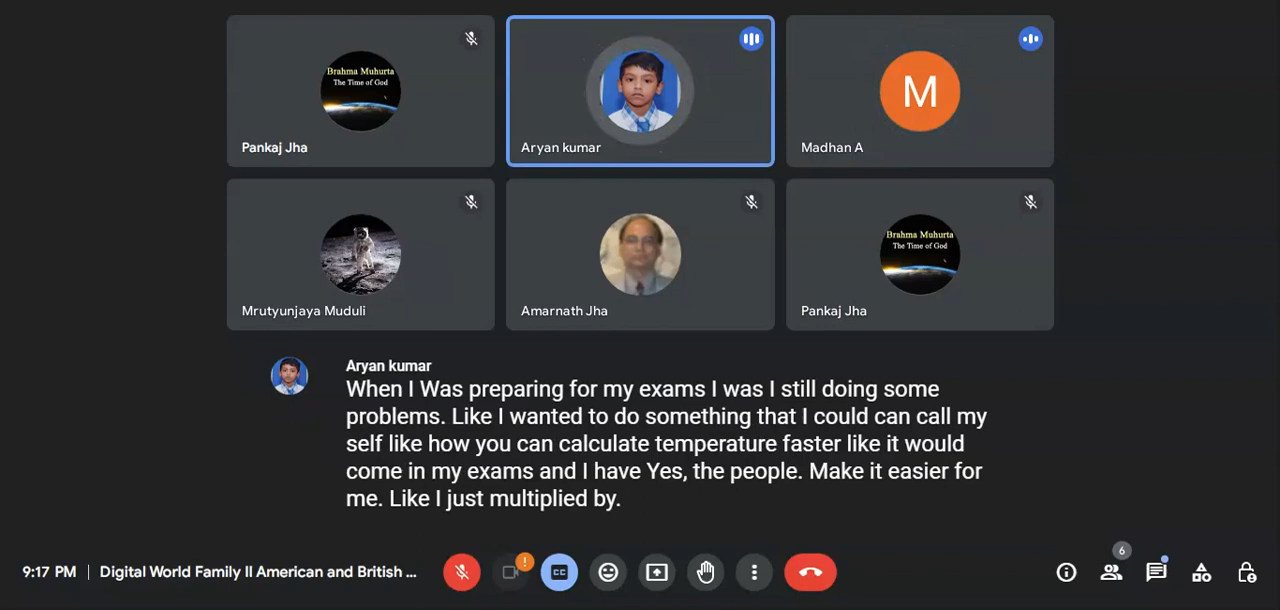 Brahma Muhurta
The Time of God
Pankaj Jha
Aryan kumar
M
Madhan A
Mrutyunjaya Muduli
Amarnath Jha
Brahma Muhurta
The Time of God
Pankaj Jha
Aryan kumar
When I Was preparing for my exams I was I still doing some
problems. Like I wanted to do something that I could can call my
self like how you can calculate temperature faster like it would
come in my exams and I have Yes, the people. Make it easier for
me. Like I just multiplied by.
9:17 PM | Digital World Family II American and British ...
!
CC
6